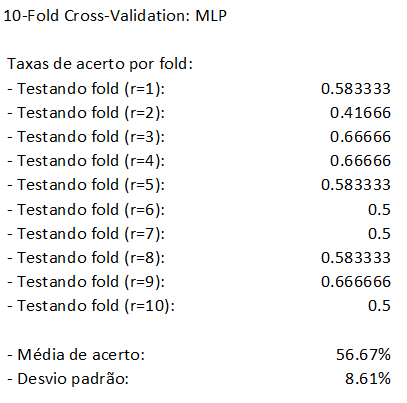 10-Fold Cross-Validation: MLP
Taxas de acerto por fold:
- Testando fold (r=1): 0.583333
- Testando fold (r=2): 0.41666
- Testando fold (r=3): 0.66666
- Testando fold (r=4): 0.66666
- Testando fold (r=5): 0.583333
- Testando fold (r=6): 0.5
- Testando fold (r=7): 0.5
- Testando fold (r=8): 0.583333
- Testando fold (r=9): 0.666666
- Testando fold (r=10): 0.5
- Média de acerto: 56.67%
- Desvio padrão: 8.61%